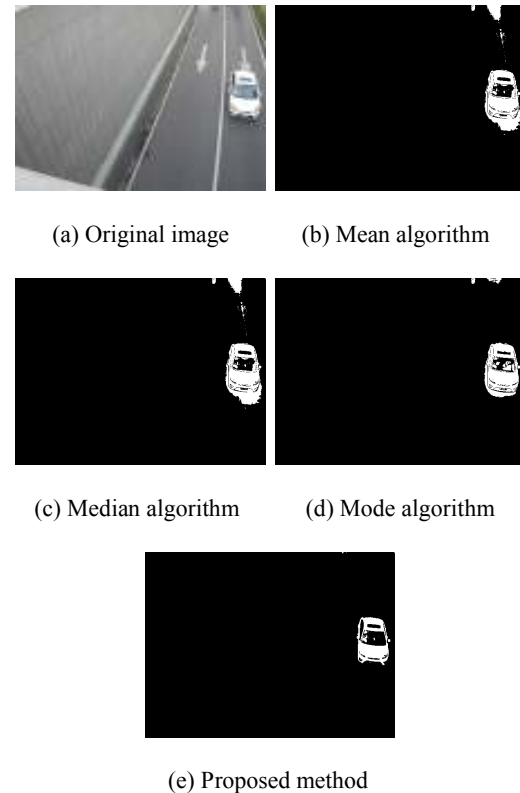 (a) Original image
(b) Mean algorithm
(c) Median algorithm
(d) Mode algorithm
(e) Proposed method